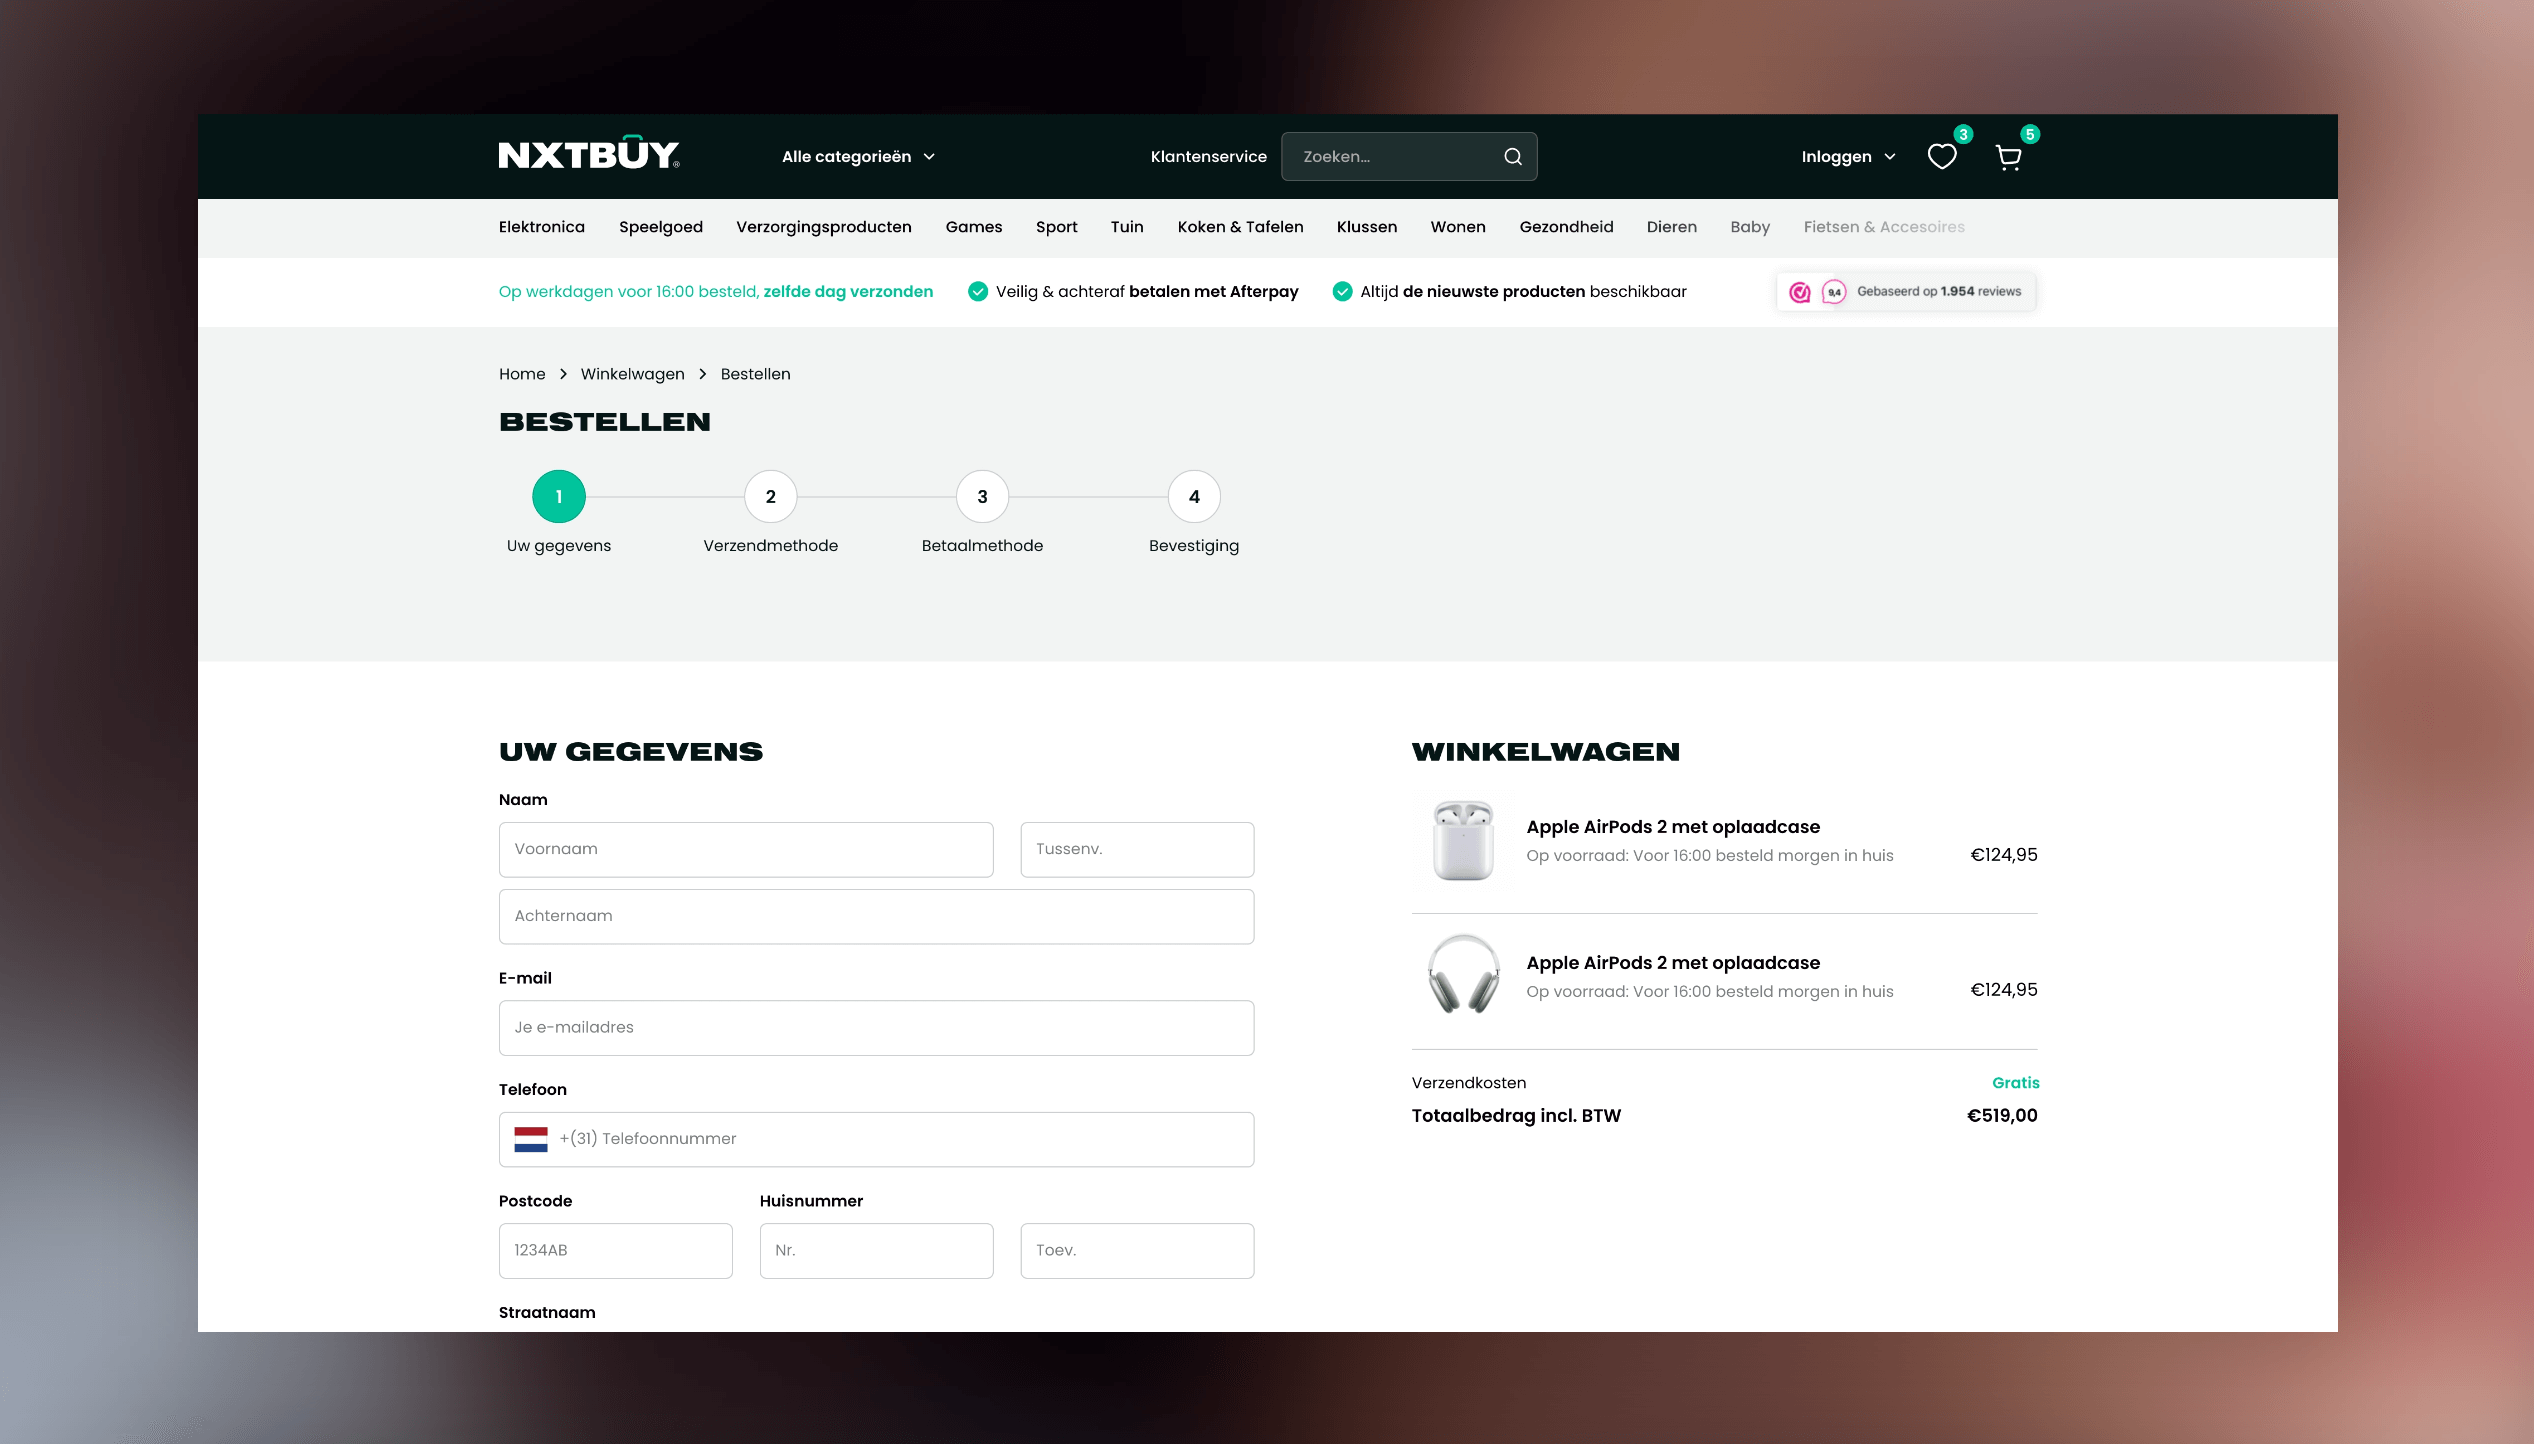 NXTBUY®
Alle categorieën
Klantenservice
Zoeken...
Inloggen
3
5
Elektronica Speelgoed Verzorgingsproducten Games Sport Tuin Koken & Tafelen Klussen Wonen Gezondheid Dieren Baby Fietsen & Accesoires
Op werkdagen voor 16:00 besteld, zelfde dag verzonden
Veilig & achteraf betalen met Afterpay
Altijd de nieuwste producten beschikbaar
9,4
Gebaseerd op 1.954 reviews
Home > Winkelwagen > Bestellen
BESTELLEN
1 2 3 4
Uw gegevens Verzendmethode Betaalmethode Bevestiging
UW GEGEVENS
Naam
Voornaam
Tussenv.
Achternaam
E-mail
Je e-mailadres
Telefoon
+(31) Telefoonnummer
Postcode
Huisnummer
1234AB
Nr.
Toev.
Straatnaam
WINKELWAGEN
Apple AirPods 2 met oplaadcase
Op voorraad: Voor 16:00 besteld morgen in huis
€124,95
Apple AirPods 2 met oplaadcase
Op voorraad: Voor 16:00 besteld morgen in huis
€124,95
Verzendkosten
Gratis
Totaalbedrag incl. BTW
€519,00